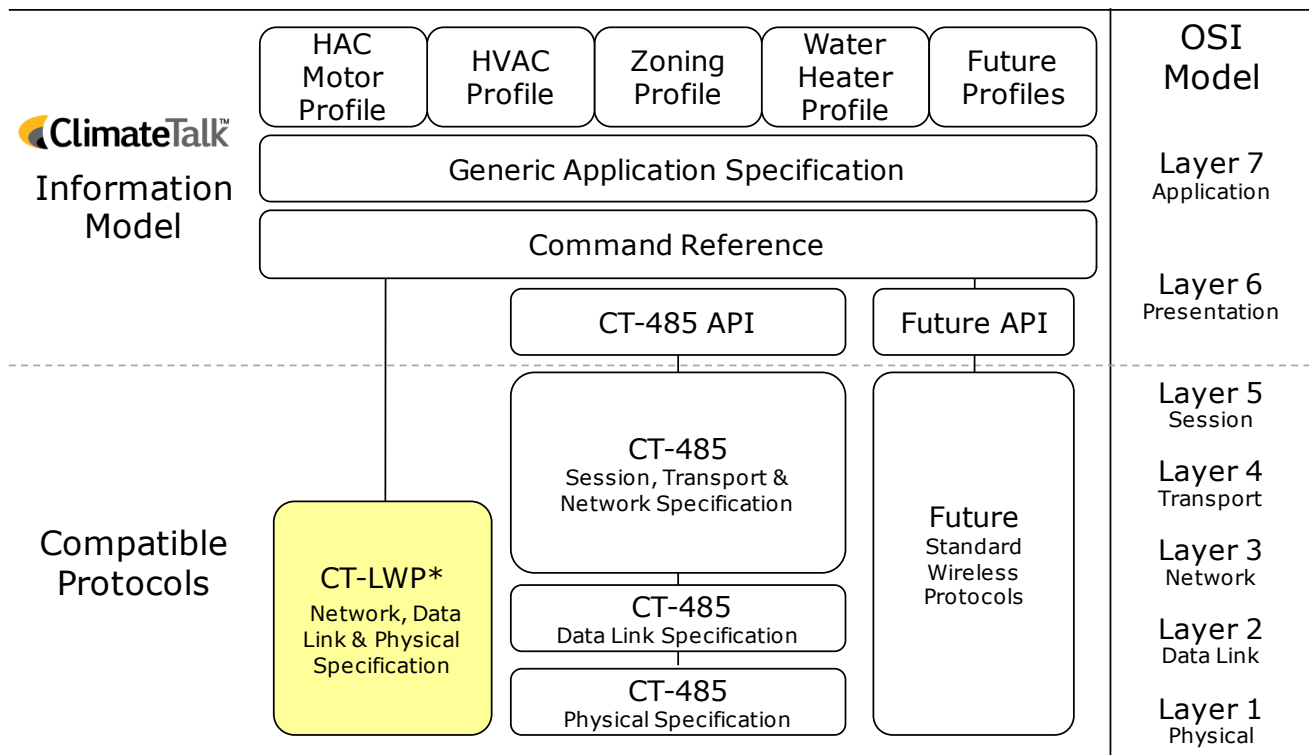 HAC
Motor
Profile
HVAC
Profile
Zoning
Profile
Water
Heater
Profile
Future
Profiles
OSI
Model
ClimateTalk™
Information
Model
Generic Application Specification
Layer 7
Application
Command Reference
Layer 6
Presentation
CT-485 API
Future API
Compatible
Protocols
CT-LWP*
Network, Data
Link & Physical
Specification
CT-485
Session, Transport &
Network Specification
CT-485
Data Link Specification
CT-485
Physical Specification
Future
Standard
Wireless
Protocols
Layer 5
Session
Layer 4
Transport
Layer 3
Network
Layer 2
Data Link
Layer 1
Physical